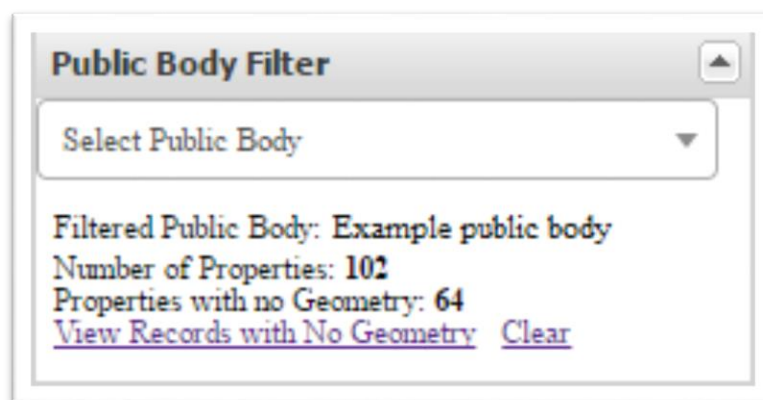 Public Body Filter
Select Public Body
Filtered Public Body: Example public body
Number of Properties: 102
Properties with no Geometry: 64
View Records with No Geometry Clear